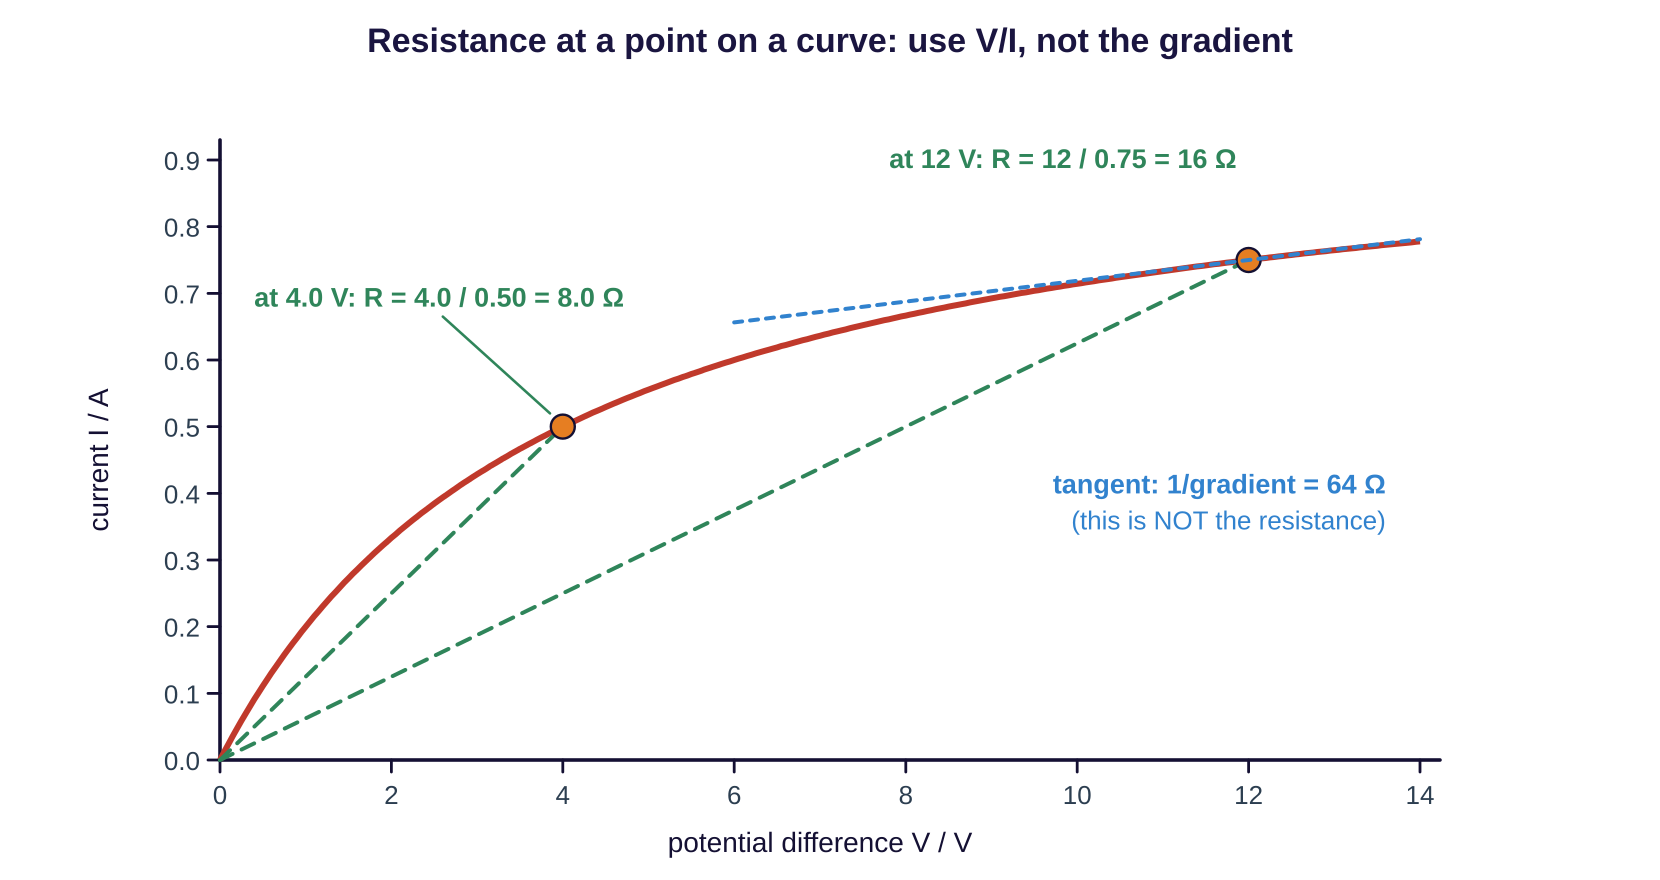 Resistance at a point on a curve: use V/I, not the gradient
at 12 V: R = 12 / 0.75 = 16 Ω
at 4.0 V: R = 4.0 / 0.50 = 8.0 Ω
tangent: 1/gradient = 64 Ω
(this is NOT the resistance)
current I / A
0.9
0.8
0.7
0.6
0.5
0.4
0.3
0.2
0.1
0.0
0 2 4 6 8 10 12 14
potential difference V / V